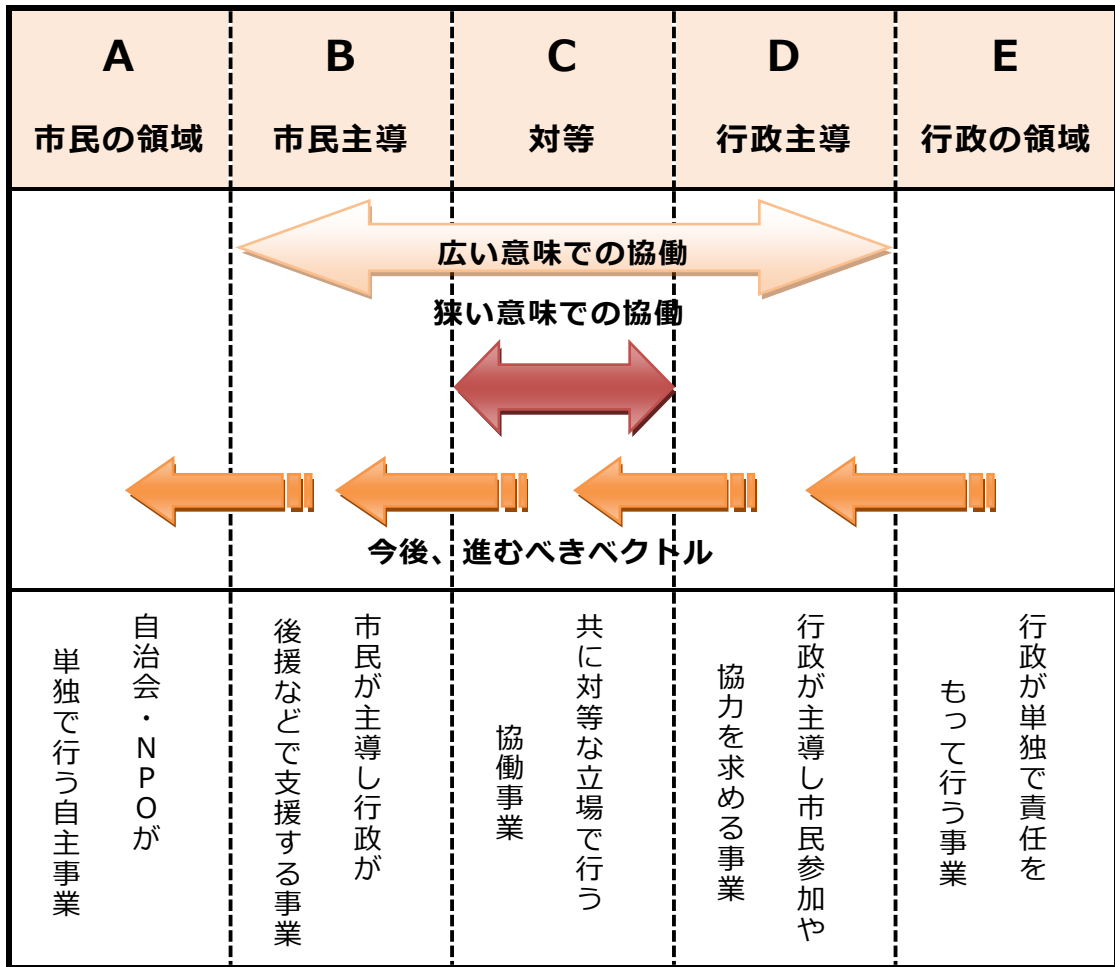 A
B
C
D
E
市民の領域
市民主導
対等
行政主導
行政の領域
広い意味での協働
狭い意味での協働
今後、進むべきベクトル
自治会・NPOが
単独で行う自主事業
市民が主導し行政が
後援などで支援する事業
共に対等な立場で行う
協働事業
行政が主導し市民参加や
協力を求める事業
行政が単独で責任を
もって行う事業